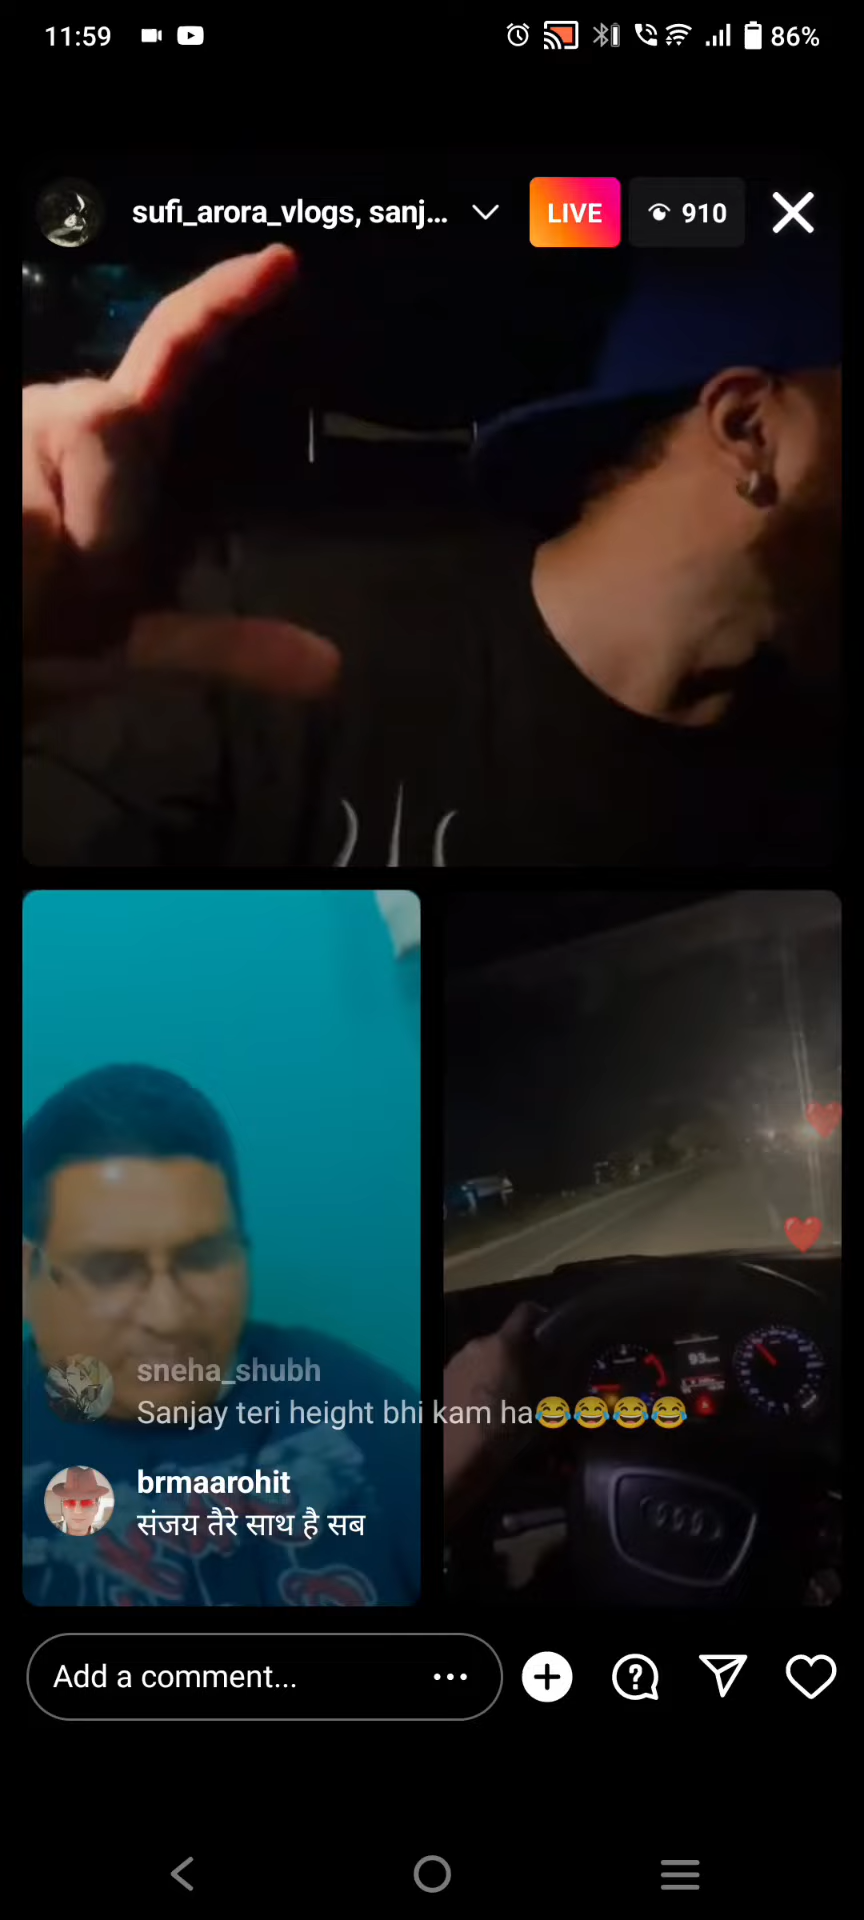 11:59
86%
sufi_arora_vlogs, sanj...
LIVE
910
93
sneha_shubh
Sanjay teri height bhi kam ha😂😂😂😂
brmaarohit
संजय तैरे साथ है सब
Add a comment...